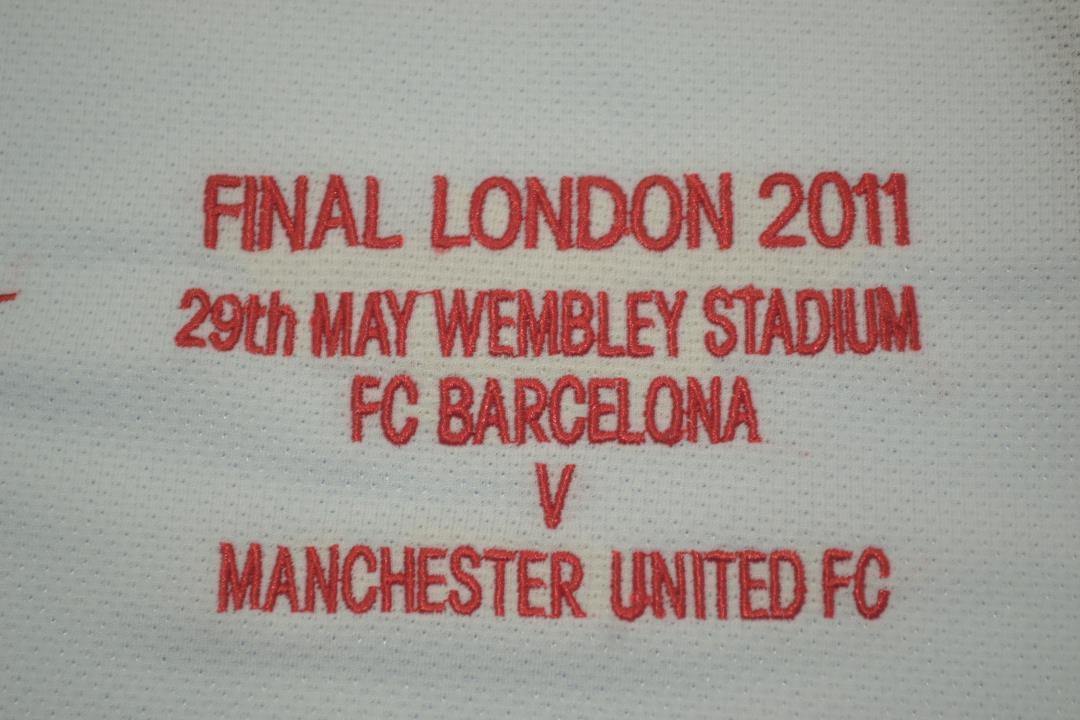 FINAL LONDON 2011
29th MAY WEMBLEY STADIUM
FC BARCELONA
V
MANCHESTER UNITED FC